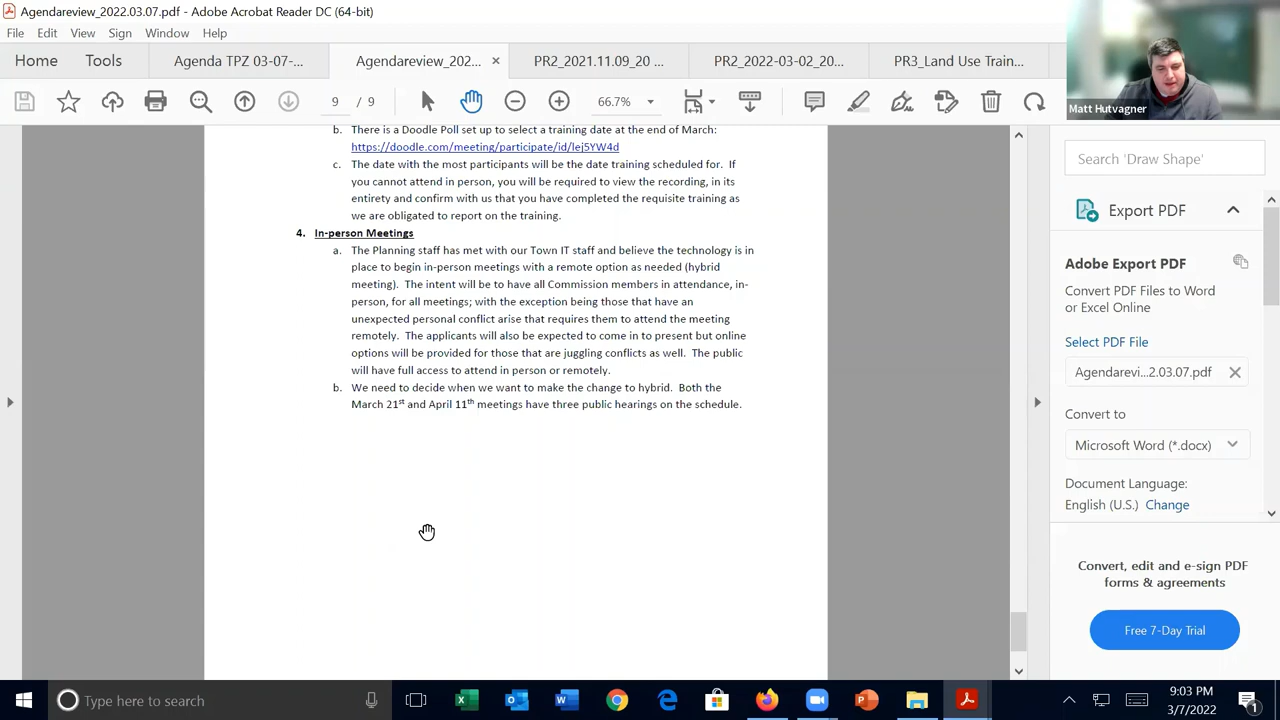 Agendareview_2022.03.07.pdf - Adobe Acrobat Reader DC (64-bit)
File Edit View Sign Window Help
Home Tools Agenda TPZ 03-07-... Agendareview_202... × PR2_2021.11.09_20 ... PR2_2022-03-02_20... PR3_Land Use Train...
9 / 9 66.7%
Matt Hutvagner
b. There is a Doodle Poll set up to select a training date at the end of March:
https://doodle.com/meeting/participate/id/lej5YW4d
c. The date with the most participants will be the date training scheduled for. If
you cannot attend in person, you will be required to view the recording, in its
entirety and confirm with us that you have completed the requisite training as
we are obligated to report on the training.
4. In-person Meetings
a. The Planning staff has met with our Town IT staff and believe the technology is in
place to begin in-person meetings with a remote option as needed (hybrid
meeting). The intent will be to have all Commission members in attendance, in-
person, for all meetings; with the exception being those that have an
unexpected personal conflict arise that requires them to attend the meeting
remotely. The applicants will also be expected to come in to present but online
options will be provided for those that are juggling conflicts as well. The public
will have full access to attend in person or remotely.
b. We need to decide when we want to make the change to hybrid. Both the
March 21st and April 11th meetings have three public hearings on the schedule.
Search 'Draw Shape'
Export PDF
Adobe Export PDF
Convert PDF Files to Word
or Excel Online
Select PDF File
Agendarevi...2.03.07.pdf
Convert to
Microsoft Word (*.docx)
Document Language:
English (U.S.) Change
Convert, edit and e-sign PDF
forms & agreements
Free 7-Day Trial
Type here to search
9:03 PM
3/7/2022
1